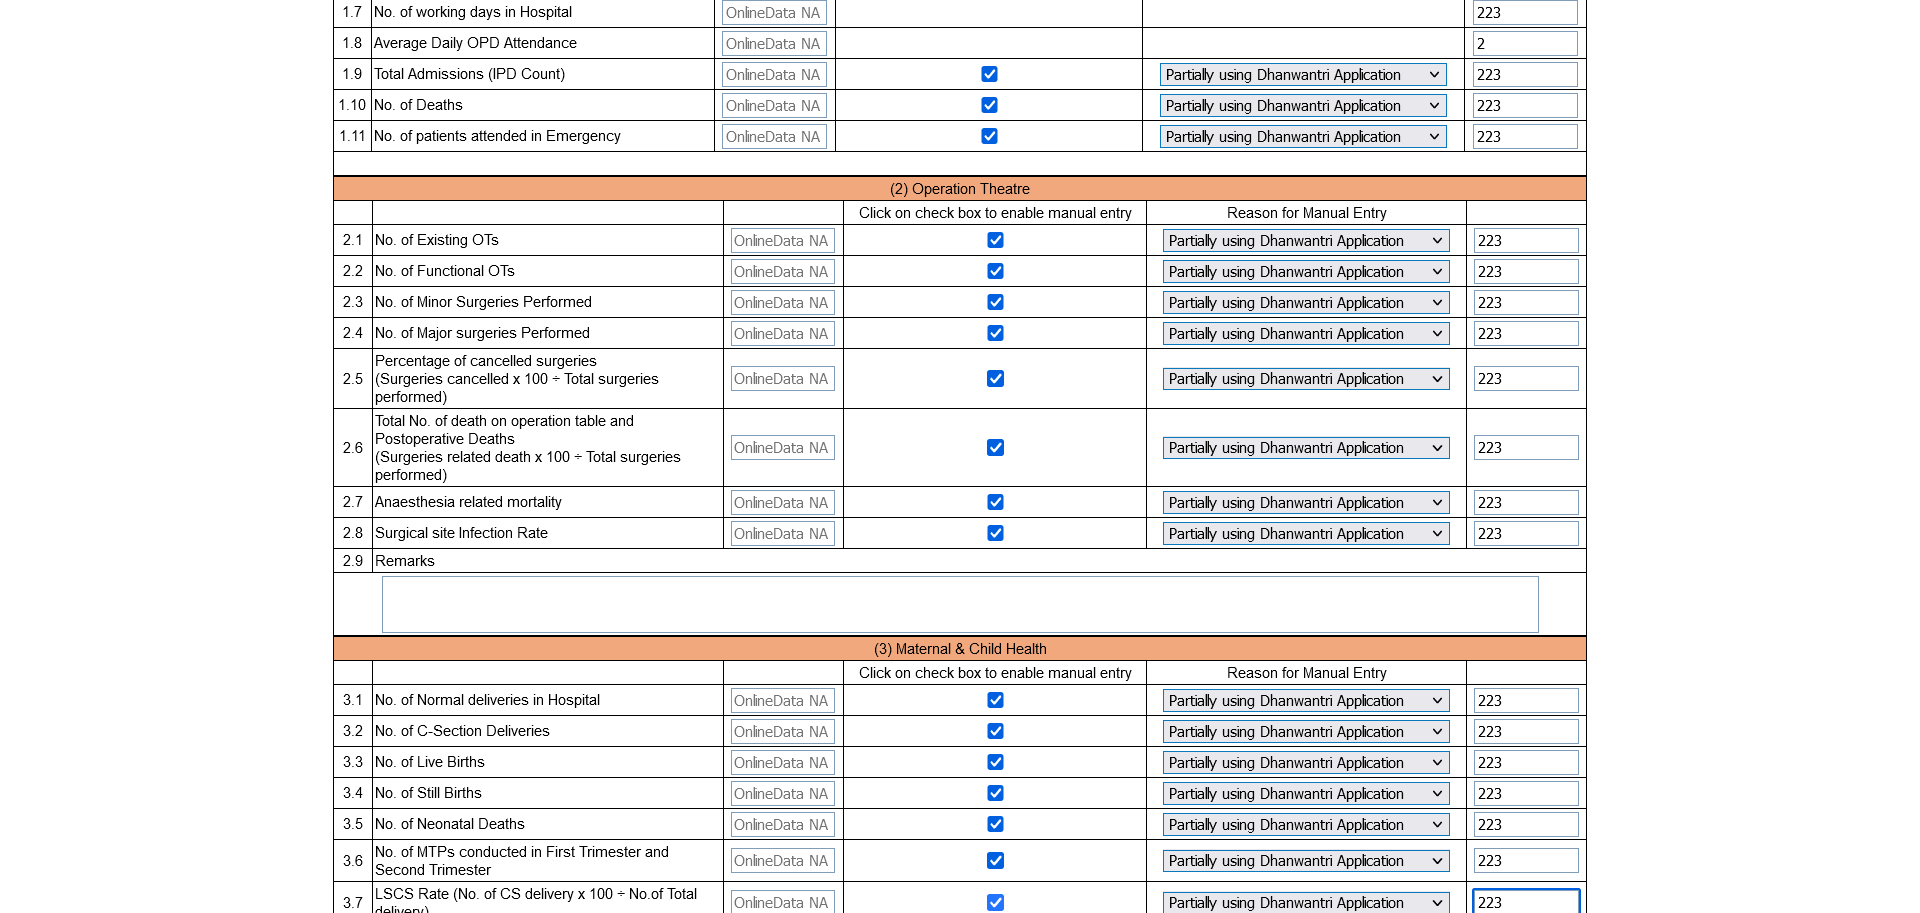 1.7 No. of working days in Hospital OnlineData NA 223
1.8 Average Daily OPD Attendance OnlineData NA 2
1.9 Total Admissions (IPD Count) OnlineData NA Partially using Dhanwantri Application 223
1.10 No. of Deaths OnlineData NA Partially using Dhanwantri Application 223
1.11 No. of patients attended in Emergency OnlineData NA Partially using Dhanwantri Application 223
(2) Operation Theatre
Click on check box to enable manual entry Reason for Manual Entry
2.1 No. of Existing OTs OnlineData NA Partially using Dhanwantri Application 223
2.2 No. of Functional OTs OnlineData NA Partially using Dhanwantri Application 223
2.3 No. of Minor Surgeries Performed OnlineData NA Partially using Dhanwantri Application 223
2.4 No. of Major surgeries Performed OnlineData NA Partially using Dhanwantri Application 223
Percentage of cancelled surgeries
2.5 (Surgeries cancelled x 100 ÷ Total surgeries OnlineData NA Partially using Dhanwantri Application 223
performed)
Total No. of death on operation table and
Postoperative Deaths
2.6 (Surgeries related death x 100 ÷ Total surgeries OnlineData NA Partially using Dhanwantri Application 223
performed)
2.7 Anaesthesia related mortality OnlineData NA Partially using Dhanwantri Application 223
2.8 Surgical site Infection Rate OnlineData NA Partially using Dhanwantri Application 223
2.9 Remarks
(3) Maternal & Child Health
Click on check box to enable manual entry Reason for Manual Entry
3.1 No. of Normal deliveries in Hospital OnlineData NA Partially using Dhanwantri Application 223
3.2 No. of C-Section Deliveries OnlineData NA Partially using Dhanwantri Application 223
3.3 No. of Live Births OnlineData NA Partially using Dhanwantri Application 223
3.4 No. of Still Births OnlineData NA Partially using Dhanwantri Application 223
3.5 No. of Neonatal Deaths OnlineData NA Partially using Dhanwantri Application 223
No. of MTPs conducted in First Trimester and
3.6 Second Trimester OnlineData NA Partially using Dhanwantri Application 223
LSCS Rate (No. of CS delivery x 100 ÷ No.of Total
3.7 delivery) OnlineData NA Partially using Dhanwantri Application 223